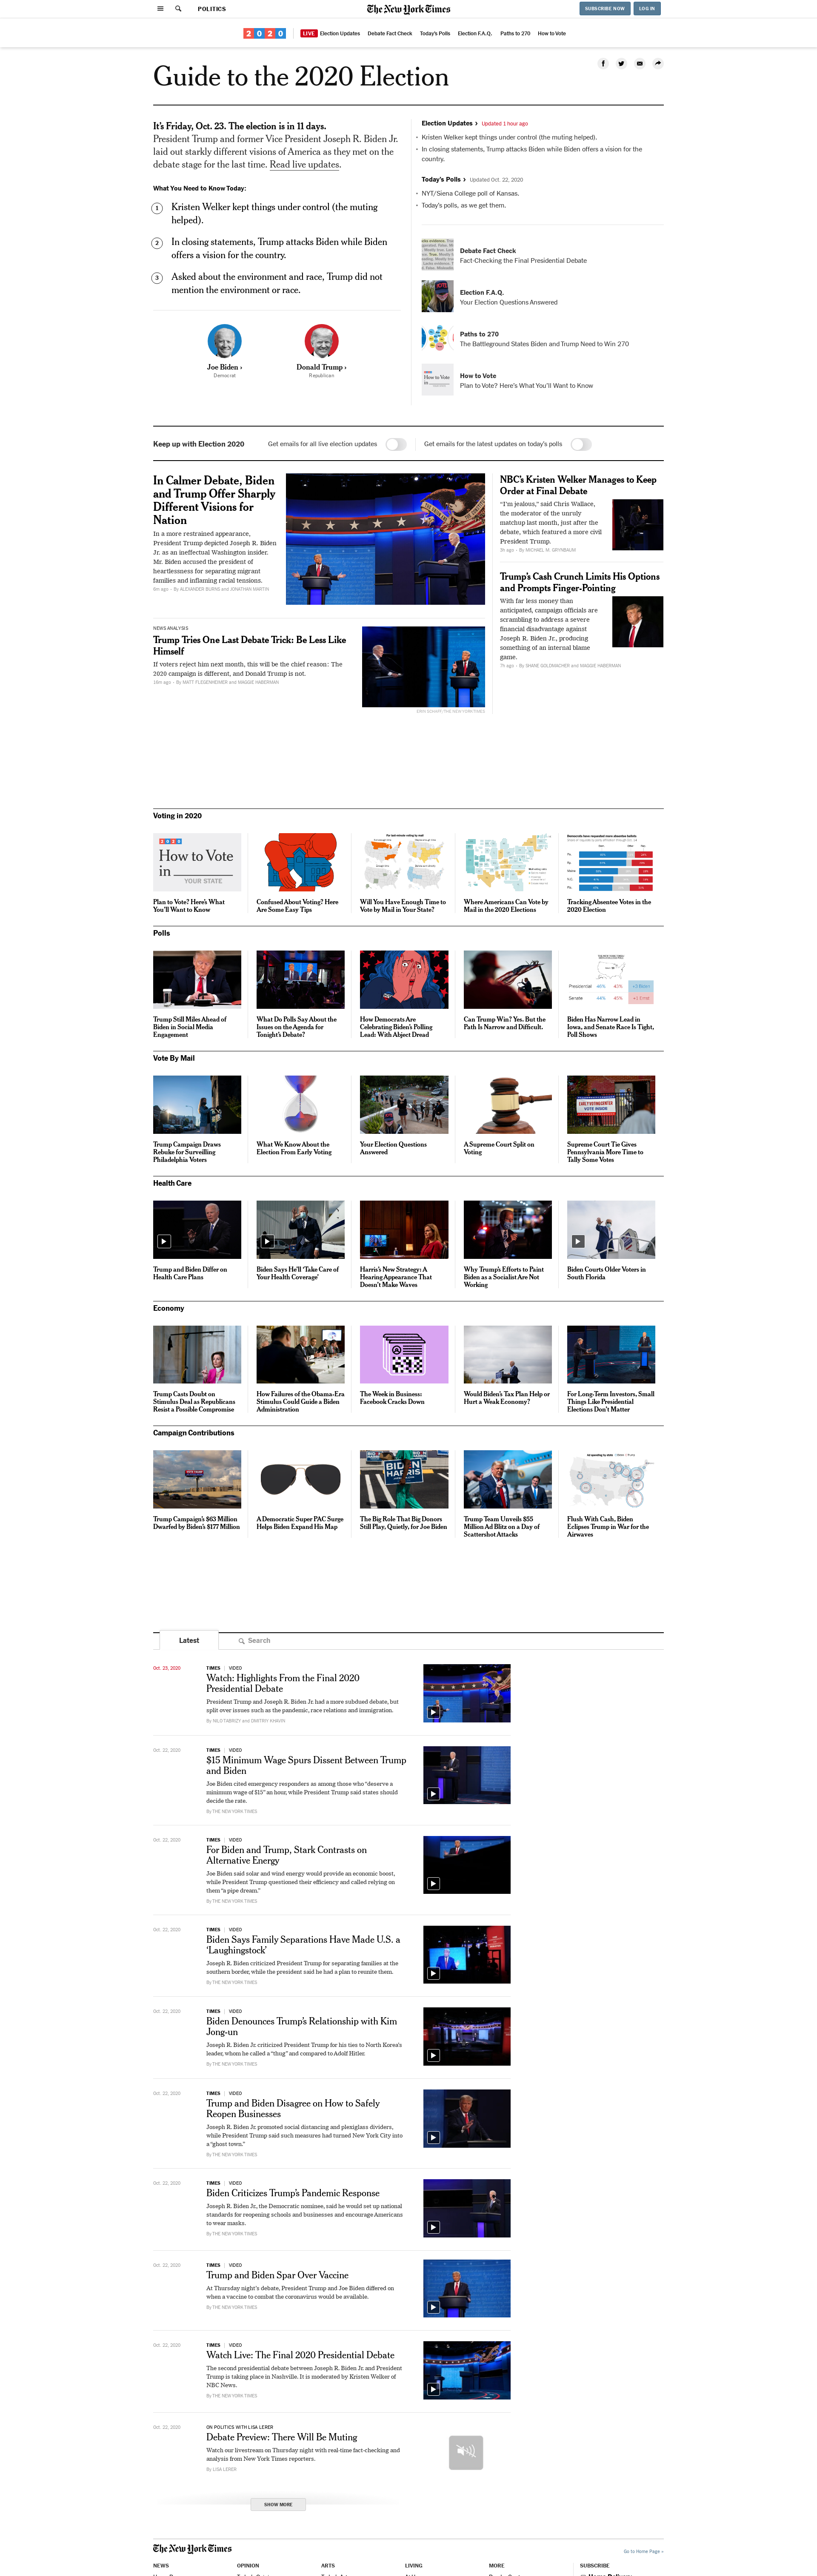 POLITICS
The New York Times
SUBSCRIBE NOW
LOG IN
2020
LIVE Election Updates Debate Fact Check Today's Polls Election F.A.Q. Paths to 270 How to Vote
Guide to the 2020 Election
It's Friday, Oct. 23. The election is in 11 days.
President Trump and former Vice President Joseph R. Biden Jr.
laid out starkly different visions of America as they met on the
debate stage for the last time. Read live updates.
What You Need to Know Today:
1 Kristen Welker kept things under control (the muting
helped).
2 In closing statements, Trump attacks Biden while Biden
offers a vision for the country.
3 Asked about the environment and race, Trump did not
mention the environment or race.
Joe Biden ›
Democrat
Donald Trump ›
Republican
Election Updates › Updated 1 hour ago
• Kristen Welker kept things under control (the muting helped).
• In closing statements, Trump attacks Biden while Biden offers a vision for the
country.
Today's Polls › Updated Oct. 22, 2020
• NYT/Siena College poll of Kansas.
• Today's polls, as we get them.
Debate Fact Check
Fact-Checking the Final Presidential Debate
Election F.A.Q.
Your Election Questions Answered
Paths to 270
The Battleground States Biden and Trump Need to Win 270
How to Vote
Plan to Vote? Here's What You'll Want to Know
Keep up with Election 2020
Get emails for all live election updates
Get emails for the latest updates on today's polls
In Calmer Debate, Biden
and Trump Offer Sharply
Different Visions for
Nation
In a more restrained appearance,
President Trump depicted Joseph R. Biden
Jr. as an ineffectual Washington insider.
Mr. Biden accused the president of
heartlessness for separating migrant
families and inflaming racial tensions.
8m ago – By ALEXANDER BURNS and JONATHAN MARTIN
NEWS ANALYSIS
Trump Tries One Last Debate Trick: Be Less Like
Himself
If voters reject him next month, this will be the chief reason: The
2020 campaign is different, and Donald Trump is not.
16m ago – By MATT FLEGENHEIMER and MAGGIE HABERMAN
NBC's Kristen Welker Manages to Keep
Order at Final Debate
"I'm jealous," said Chris Wallace,
the moderator of the unruly
matchup last month, just after the
debate, which featured a more civil
President Trump.
3h ago – By MICHAEL M. GRYNBAUM
Trump's Cash Crunch Limits His Options
and Prompts Finger-Pointing
With far less money than
anticipated, campaign officials are
scrambling to address a severe
financial disadvantage against
Joseph R. Biden Jr., producing
something of an internal blame
game.
7h ago – By SHANE GOLDMACHER and MAGGIE HABERMAN
Voting in 2020
2020
How to Vote
in
YOUR STATE
Plan to Vote? Here's What
You'll Want to Know
Confused About Voting? Here
Are Some Easy Tips
Will You Have Enough Time to
Vote by Mail in Your State?
Where Americans Can Vote by
Mail in the 2020 Elections
Tracking Absentee Votes in the
2020 Election
Polls
Trump Still Miles Ahead of
Biden in Social Media
Engagement
What Do Polls Say About the
Issues on the Agenda for
Tonight's Debate?
How Democrats Are
Celebrating Biden's Polling
Lead: With Abject Dread
Can Trump Win? Yes. But the
Path Is Narrow and Difficult.
Presidential 46% 43% +3 Biden
Senate
Biden Has Narrow Lead in
Iowa, and Senate Race Is Tight,
Poll Shows
Vote By Mail
Trump Campaign Draws
Rebuke for Surveilling
Philadelphia Voters
What We Know About the
Election From Early Voting
Your Election Questions
Answered
A Supreme Court Split on
Voting
VOTE INSIDE
Supreme Court Tie Gives
Pennsylvania More Time to
Tally Some Votes
Health Care
Trump and Biden Differ on
Health Care Plans
Biden Says He'll 'Take Care of
Your Health Coverage'
Harris's New Strategy: A
Hearing Appearance That
Doesn't Make Waves
Why Trump's Efforts to Paint
Biden as a Socialist Are Not
Working
Biden Courts Older Voters in
South Florida
Economy
Trump Casts Doubt on
Stimulus Deal as Republicans
Resist a Possible Compromise
How Failures of the Obama-Era
Stimulus Could Guide a Biden
Administration
The Week in Business:
Facebook Cracks Down
Would Biden's Tax Plan Help or
Hurt a Weak Economy?
For Long-Term Investors, Small
Things Like Presidential
Elections Don't Matter
Campaign Contributions
Trump Campaign's $63 Million
Dwarfed by Biden's $177 Million
A Democratic Super PAC Surge
Helps Biden Expand His Map
BIDEN
HARRIS
The Big Role That Big Donors
Still Play, Quietly, for Joe Biden
Trump Team Unveils $55
Million Ad Blitz on a Day of
Scattershot Attacks
Flush With Cash, Biden
Eclipses Trump in War for the
Airwaves
Latest
Search
Oct. 23, 2020
TIMES | VIDEO
Watch: Highlights From the Final 2020
Presidential Debate
President Trump and Joseph R. Biden Jr. had a more subdued debate, but
split over issues such as the pandemic, race relations and immigration.
By NILO TABRIZY and DMITRIY KHAVIN
Oct. 22, 2020
TIMES | VIDEO
$15 Minimum Wage Spurs Dissent Between Trump
and Biden
Joe Biden cited emergency responders as among those who "deserve a
minimum wage of $15" an hour, while President Trump said states should
decide the rate.
By THE NEW YORK TIMES
Oct. 22, 2020
TIMES | VIDEO
For Biden and Trump, Stark Contrasts on
Alternative Energy
Joe Biden said solar and wind energy would provide an economic boost,
while President Trump questioned their efficiency and called relying on
them "a pipe dream."
By THE NEW YORK TIMES
Oct. 22, 2020
TIMES | VIDEO
Biden Says Family Separations Have Made U.S. a
'Laughingstock'
Joseph R. Biden criticized President Trump for separating families at the
southern border, while the president said he had a plan to reunite them.
By THE NEW YORK TIMES
Oct. 22, 2020
TIMES | VIDEO
Biden Denounces Trump's Relationship with Kim
Jong-un
Joseph R. Biden Jr. criticized President Trump for his ties to North Korea's
leader, whom he called a "thug" and compared to Adolf Hitler.
By THE NEW YORK TIMES
Oct. 22, 2020
TIMES | VIDEO
Trump and Biden Disagree on How to Safely
Reopen Businesses
Joseph R. Biden Jr. promoted social distancing and plexiglass dividers,
while President Trump said such measures had turned New York City into
a "ghost town."
By THE NEW YORK TIMES
Oct. 22, 2020
TIMES | VIDEO
Biden Criticizes Trump's Pandemic Response
Joseph R. Biden Jr., the Democratic nominee, said he would set up national
standards for reopening schools and businesses and encourage Americans
to wear masks.
By THE NEW YORK TIMES
Oct. 22, 2020
TIMES | VIDEO
Trump and Biden Spar Over Vaccine
At Thursday night's debate, President Trump and Joe Biden differed on
when a vaccine to combat the coronavirus would be available.
By THE NEW YORK TIMES
Oct. 22, 2020
TIMES | VIDEO
Watch Live: The Final 2020 Presidential Debate
The second presidential debate between Joseph R. Biden Jr. and President
Trump is taking place in Nashville. It is moderated by Kristen Welker of
NBC News.
By THE NEW YORK TIMES
Oct. 22, 2020
ON POLITICS WITH LISA LERER
Debate Preview: There Will Be Muting
Watch our livestream on Thursday night with real-time fact-checking and
analysis from New York Times reporters.
By LISA LERER
SHOW MORE
The New York Times
Go to Home Page »
NEWS OPINION ARTS LIVING MORE SUBSCRIBE